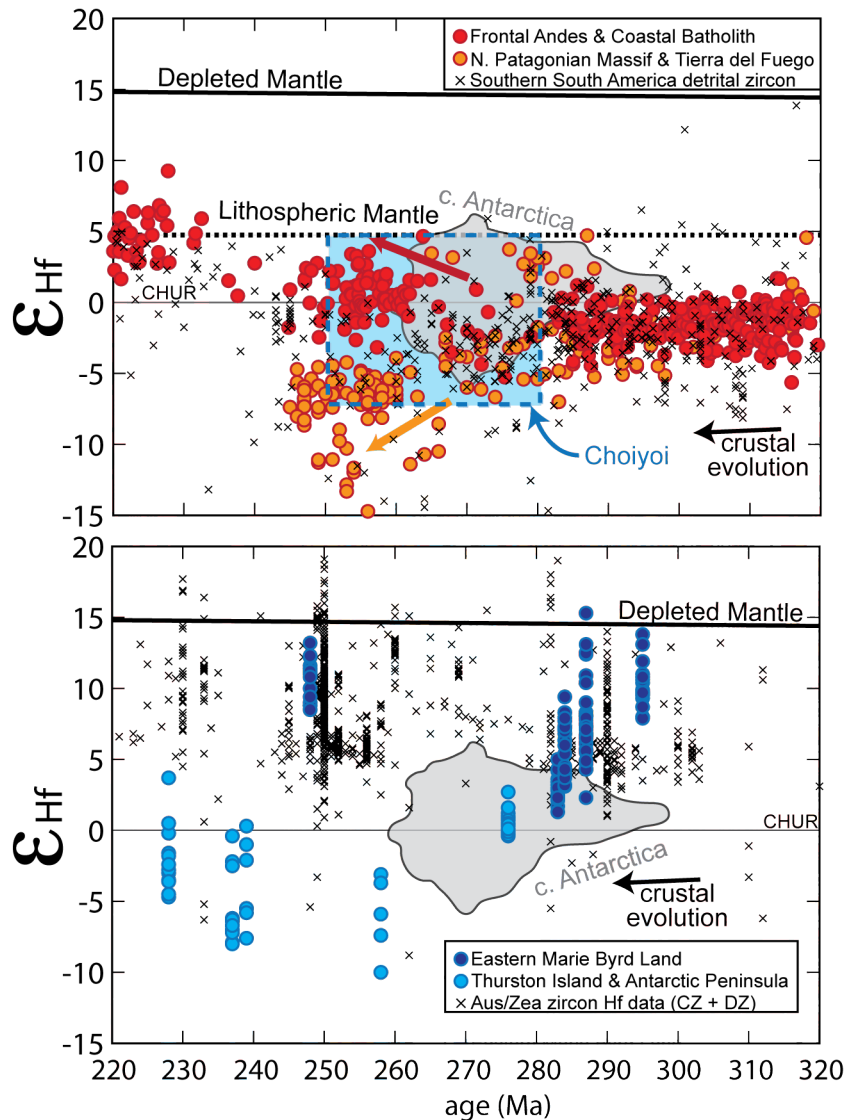 20
15
10
5
0
-5
-10
-15
εHf
Frontal Andes & Coastal Batholith
N. Patagonian Massif & Tierra del Fuego
Southern South America detrital zircon
Depleted Mantle
c. Antarctica
Lithospheric Mantle
CHUR
Choiyoi
crustal
evolution
20
15
10
5
0
-5
-10
-15
εHf
Depleted Mantle
CHUR
c. Antarctica
crustal
evolution
Eastern Marie Byrd Land
Thurston Island & Antarctic Peninsula
Aus/Zea zircon Hf data (CZ + DZ)
220 230 240 250 260 270 280 290 300 310 320
age (Ma)